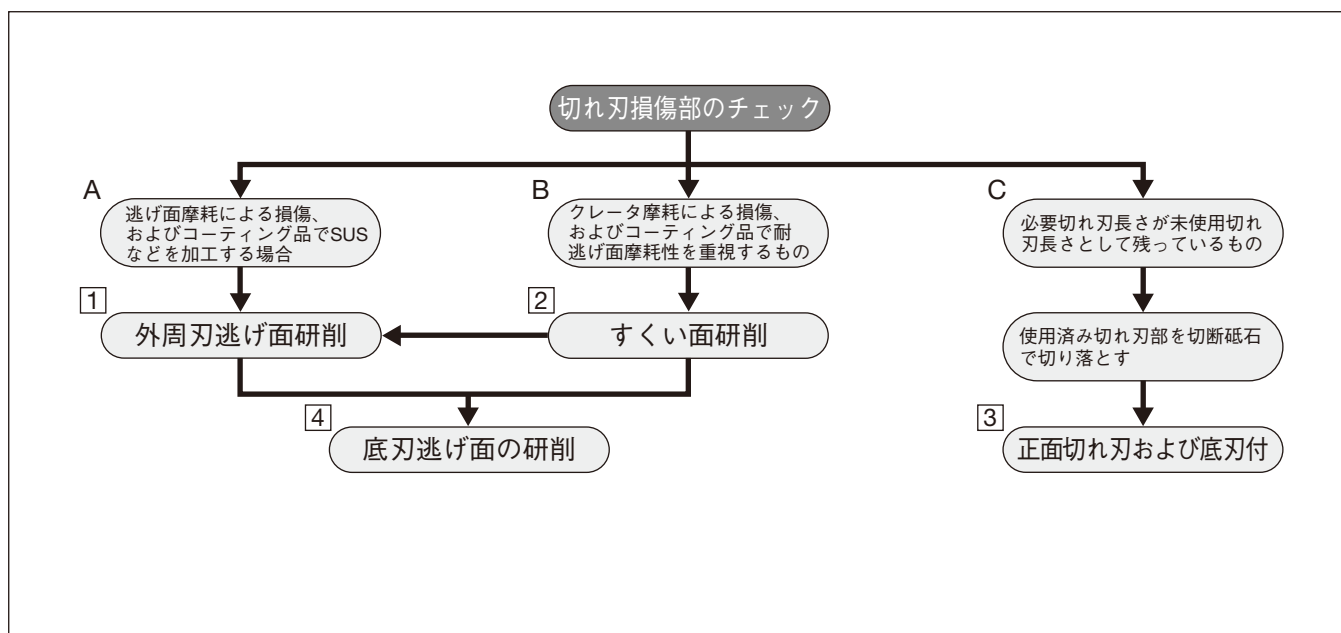 切れ刃損傷部のチェック
A
逃げ面摩耗による損傷、
およびコーティング品でSUS
などを加工する場合
B
クレータ摩耗による損傷、
およびコーティング品で耐
逃げ面摩耗性を重視するもの
C
必要切れ刃長さが未使用切れ
刃長さとして残っているもの
1
外周刃逃げ面研削
2
すくい面研削
使用済み切れ刃部を切断砥石
で切り落とす
4
底刃逃げ面の研削
3
正面切れ刃および底刃付